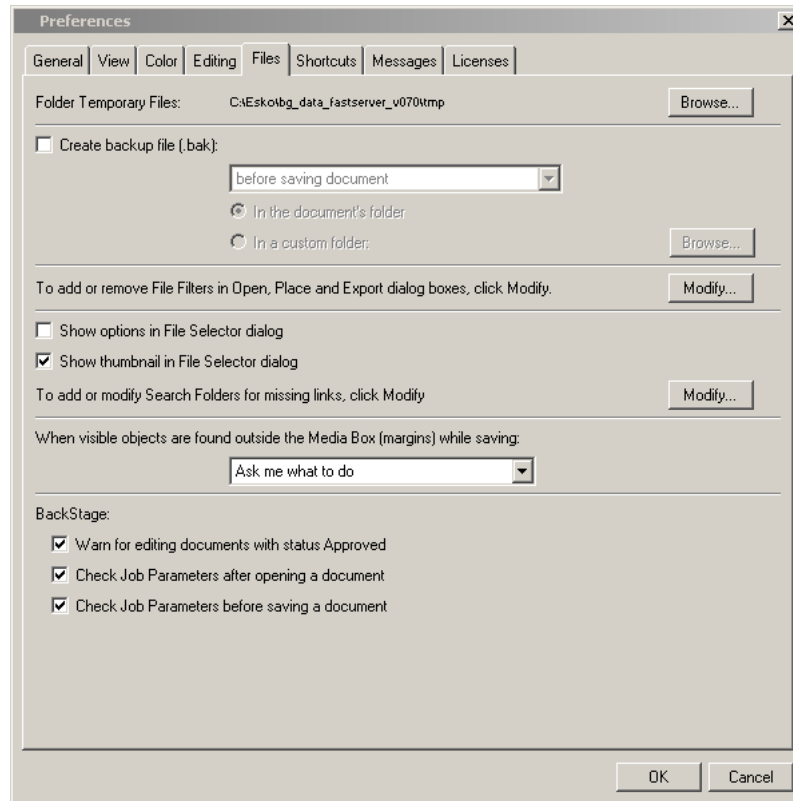 Preferences
General View Color Editing Files Shortcuts Messages Licenses
Folder Temporary Files: C:\Esko\bg_data_fastserver_v070\tmp Browse...
Create backup file (.bak):
before saving document
In the document's folder
In a custom folder: Browse...
To add or remove File Filters in Open, Place and Export dialog boxes, click Modify. Modify...
Show options in File Selector dialog
Show thumbnail in File Selector dialog
To add or modify Search Folders for missing links, click Modify Modify...
When visible objects are found outside the Media Box (margins) while saving:
Ask me what to do
BackStage:
Warn for editing documents with status Approved
Check Job Parameters after opening a document
Check Job Parameters before saving a document
OK Cancel